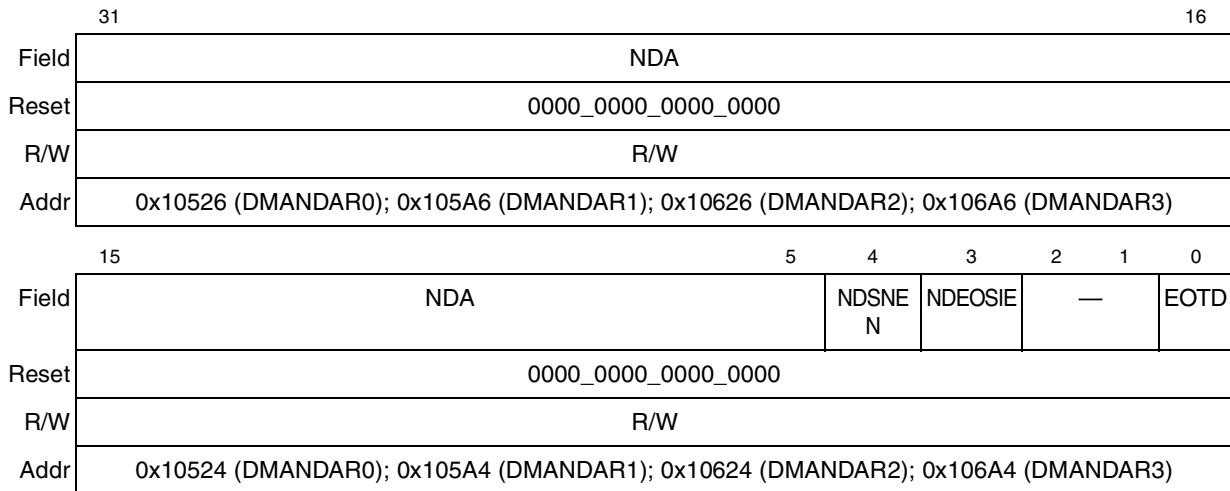 31 16
Field NDA
Reset 0000_0000_0000_0000
R/W R/W
Addr 0x10526 (DMANDAR0); 0x105A6 (DMANDAR1); 0x10626 (DMANDAR2); 0x106A6 (DMANDAR3)
15 5 4 3 2 1 0
Field NDA NDSNE NDEOSIE — EOTD
N
Reset 0000_0000_0000_0000
R/W R/W
Addr 0x10524 (DMANDAR0); 0x105A4 (DMANDAR1); 0x10624 (DMANDAR2); 0x106A4 (DMANDAR3)